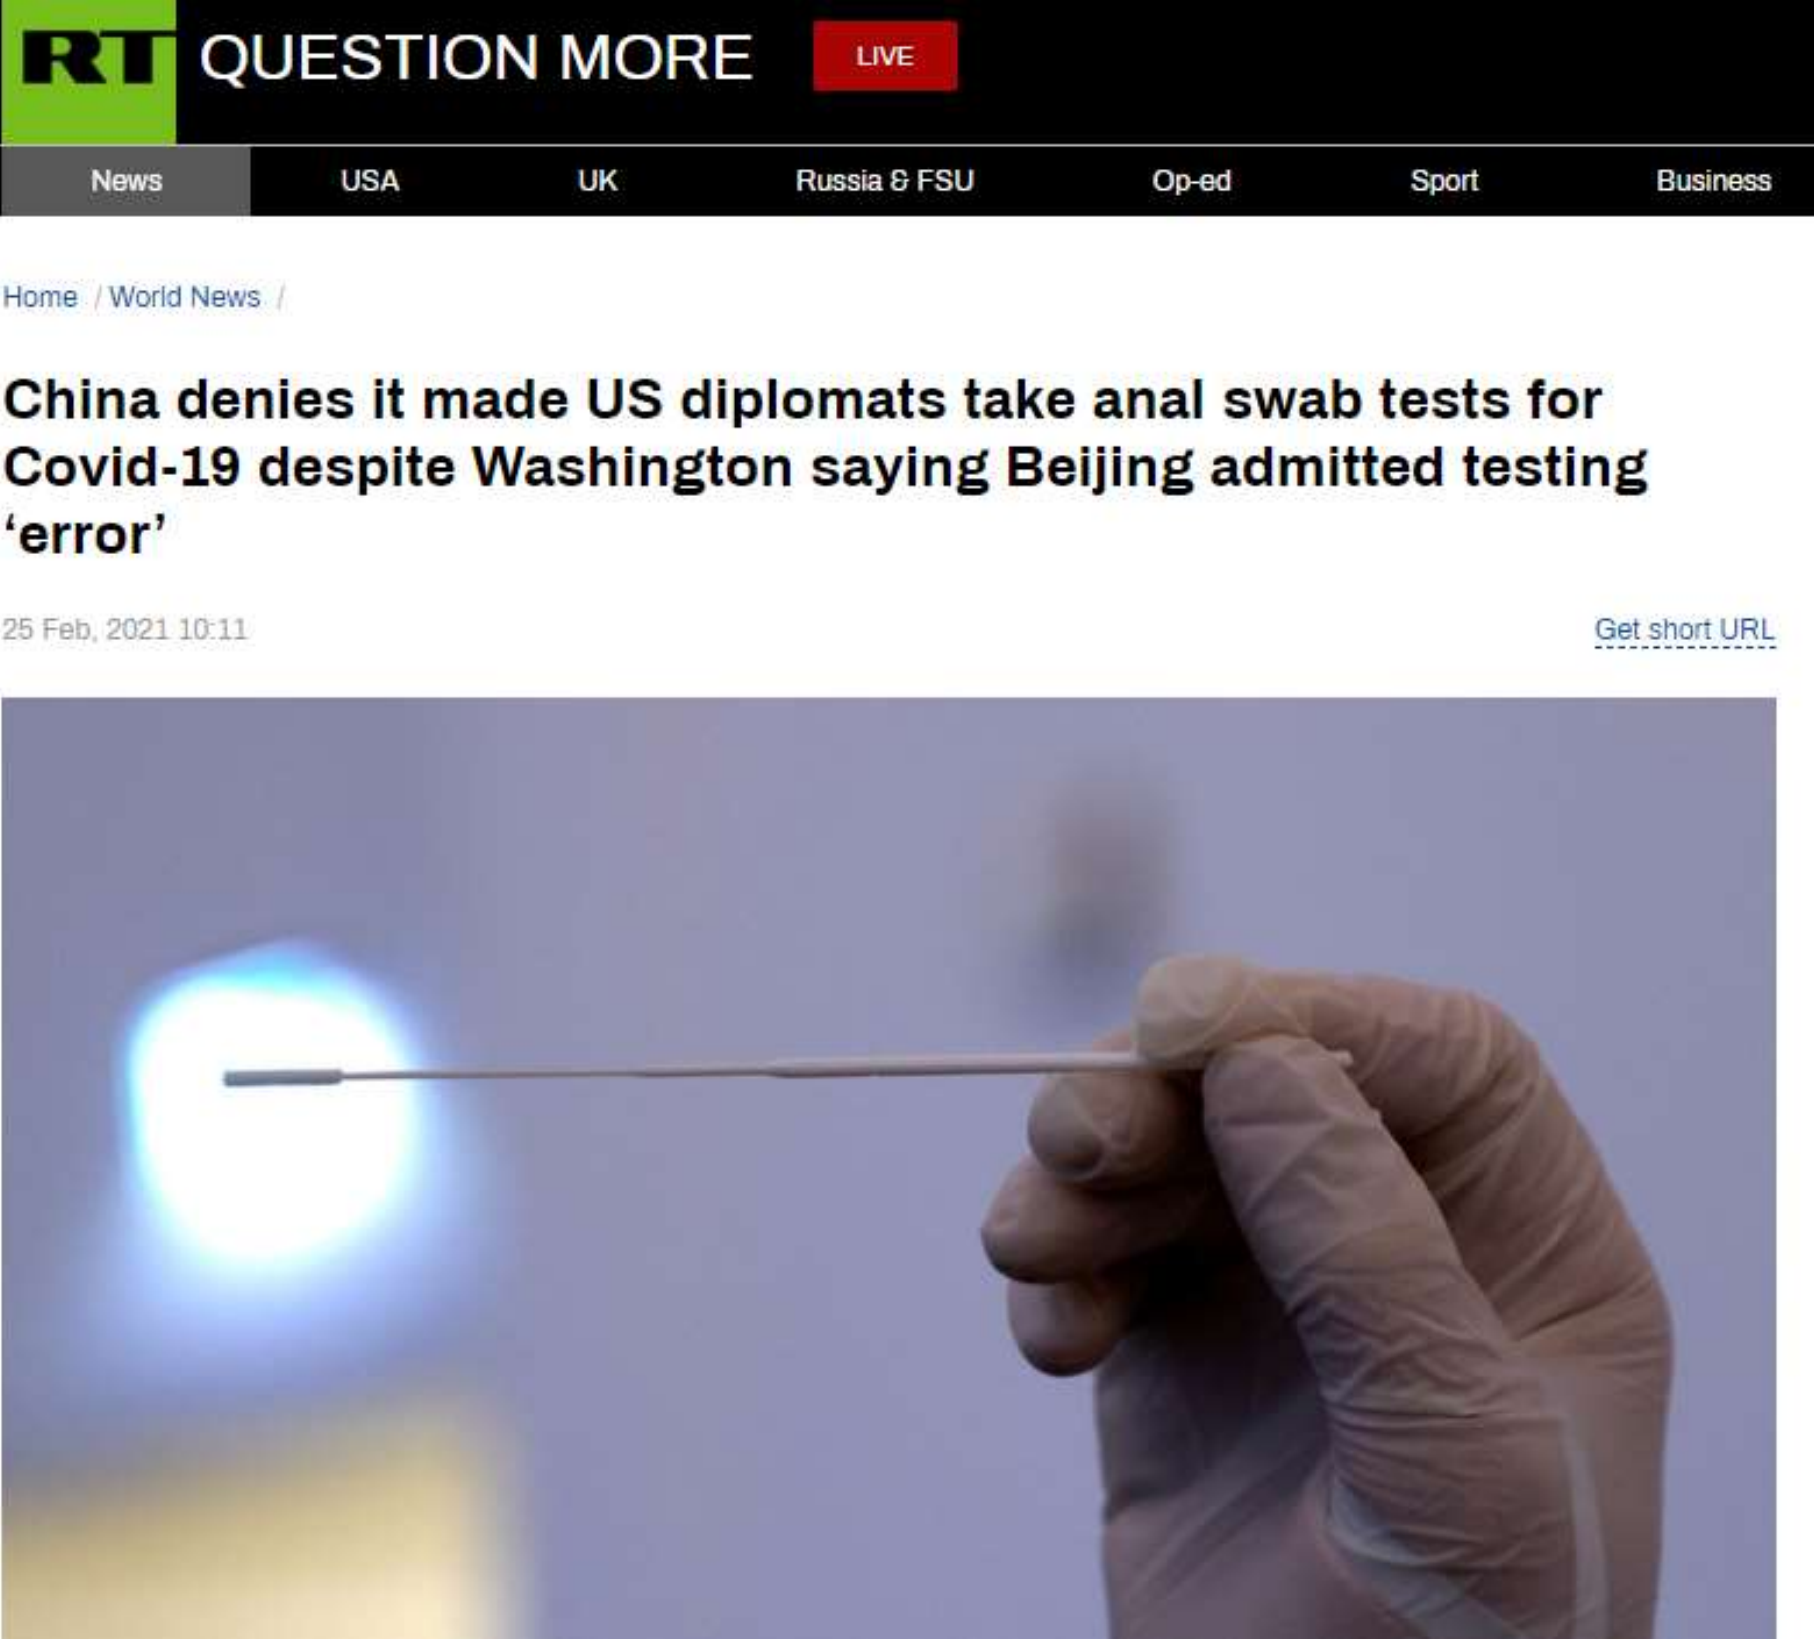 RT QUESTION MORE LIVE
News USA UK Russia & FSU Op-ed Sport Business
Home / World News /
China denies it made US diplomats take anal swab tests for
Covid-19 despite Washington saying Beijing admitted testing
‘error’
25 Feb, 2021 10:11 Get short URL